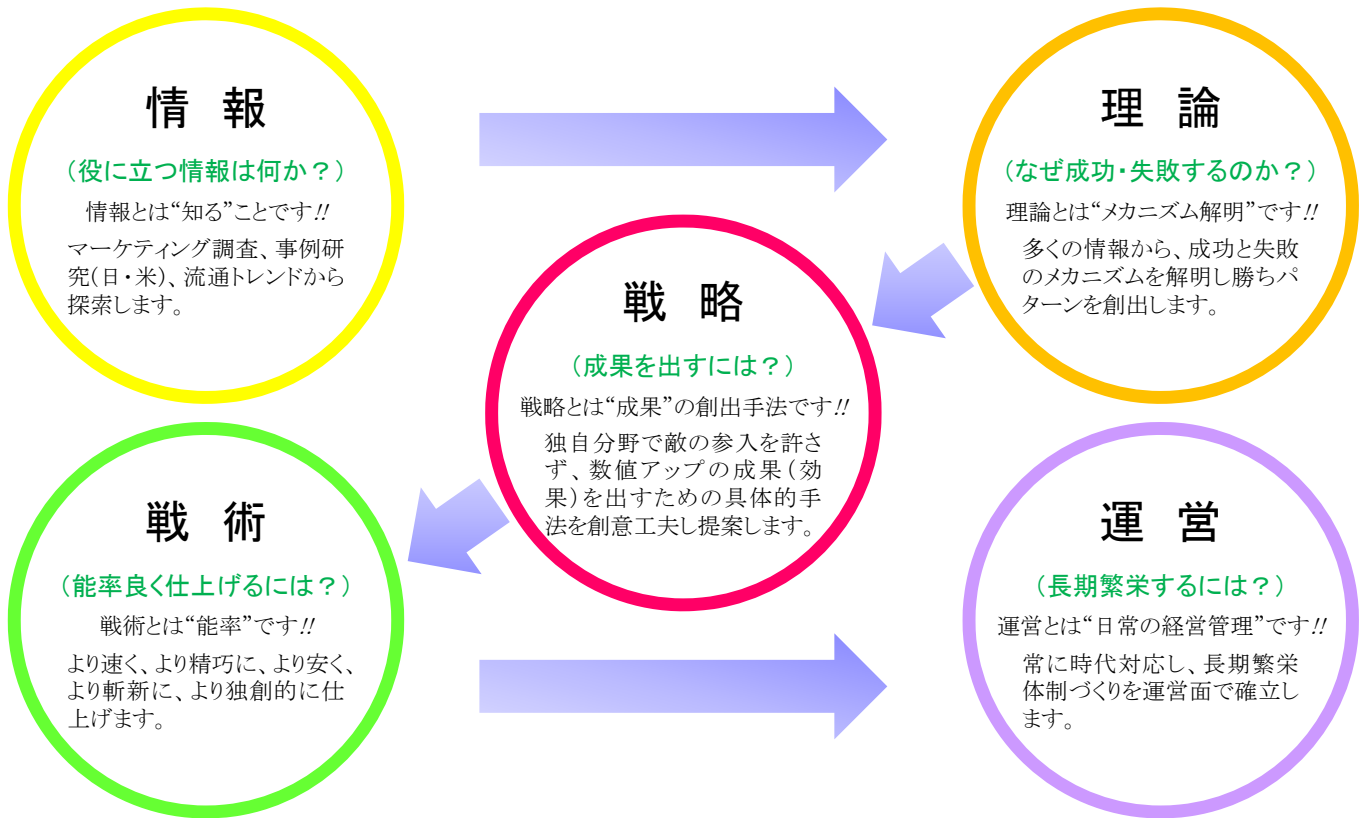 情 報
（役に立つ情報は何か？）
情報とは“知る”ことです!!
マーケティング調査、事例研
究(日・米)、流通トレンドから
探索します。
理 論
（なぜ成功・失敗するのか？）
理論とは“メカニズム解明”です!!
多くの情報から、成功と失敗
のメカニズムを解明し勝ちパ
ターンを創出します。
戦 略
（成果を出すには？）
戦略とは“成果”の創出手法です!!
独自分野で敵の参入を許さ
ず、数値アップの成果（効
果）を出すための具体的手
法を創意工夫し提案します。
戦 術
（能率良く仕上げるには？）
戦術とは“能率”です!!
より速く、より精巧に、より安く、
より斬新に、より独創的に仕
上げます。
運 営
（長期繁栄するには？）
運営とは“日常の経営管理”です!!
常に時代対応し、長期繁栄
体制づくりを運営面で確立し
ます。